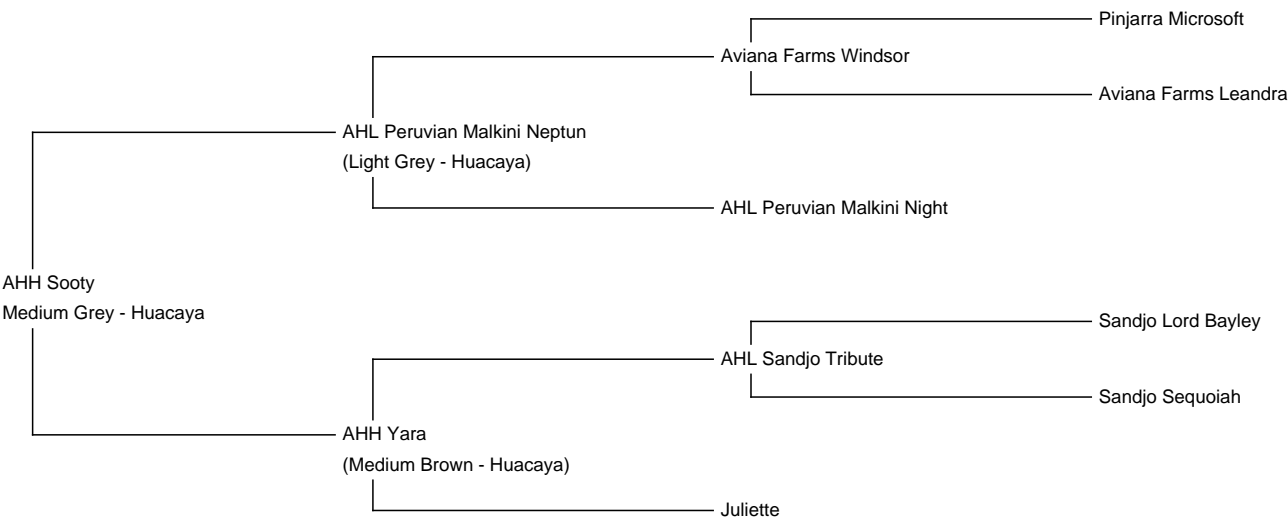 Pinjarra Microsoft
Aviana Farms Windsor
Aviana Farms Leandra
AHL Peruvian Malkini Neptun
(Light Grey - Huacaya)
AHL Peruvian Malkini Night
AHH Sooty
Medium Grey - Huacaya
Sandjo Lord Bayley
AHL Sandjo Tribute
Sandjo Sequoiah
AHH Yara
(Medium Brown - Huacaya)
Juliette